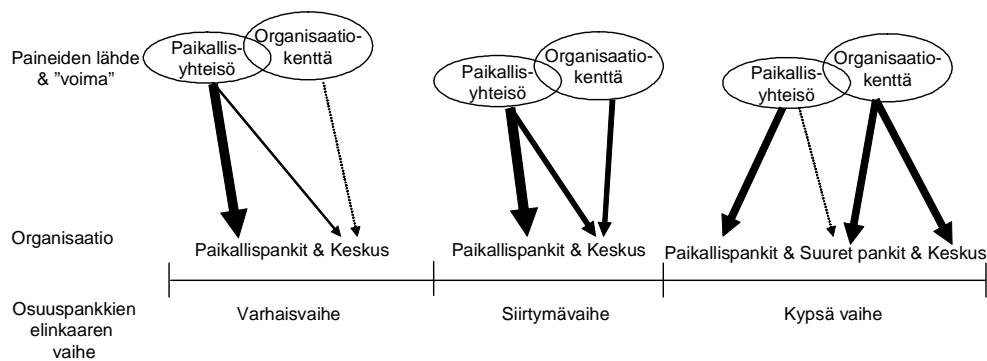 Paineiden lähde
& ”voima”
Paikallis-
yhteisö
Organisaatio-
kenttä
Paikallis-
yhteisö
Organisaatio-
kenttä
Paikallis-
yhteisö
Organisaatio-
kenttä
Organisaatio
Paikallispankit & Keskus
Paikallispankit & Keskus
Paikallispankit & Suuret pankit & Keskus
Osuuspankkien
elinkaaren
vaihe
Varhaisvaihe
Siirtymävaihe
Kypsä vaihe